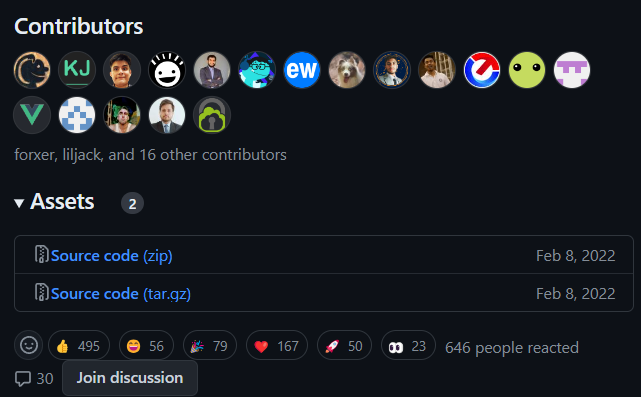 Contributors
KJ
ew
forxer, liljack, and 16 other contributors
Assets 2
Source code (zip) Feb 8, 2022
Source code (tar.gz) Feb 8, 2022
495 56 79 167 50 23 646 people reacted
30 Join discussion